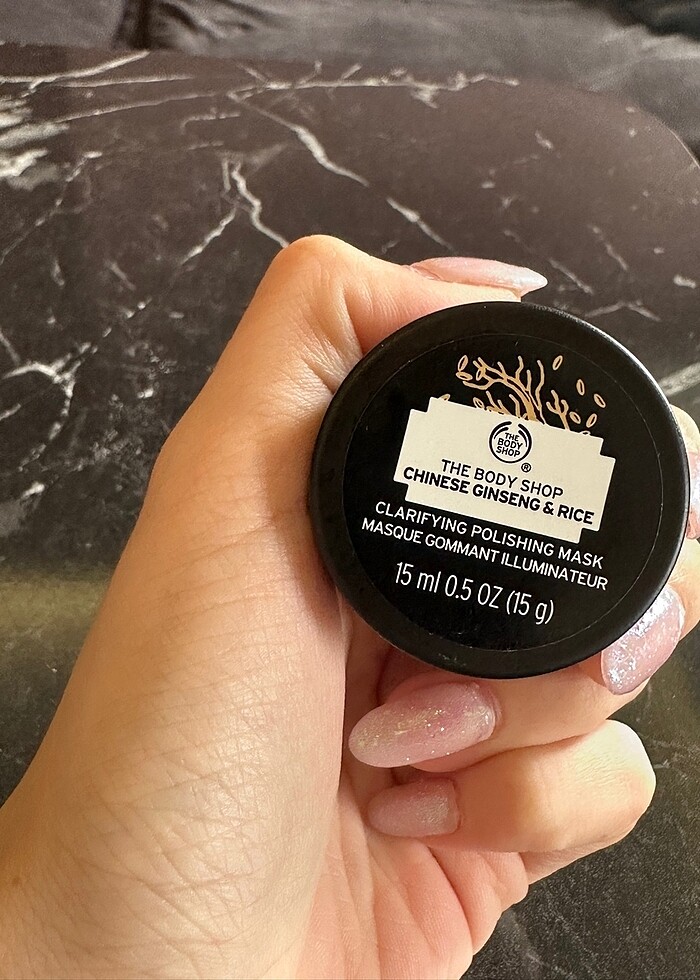 THE
BODY
SHOP
®
THE BODY SHOP
CHINESE GINSENG & RICE
CLARIFYING POLISHING MASK
MASQUE GOMMANT ILLUMINATEUR
15 ml 0.5 OZ (15 g)